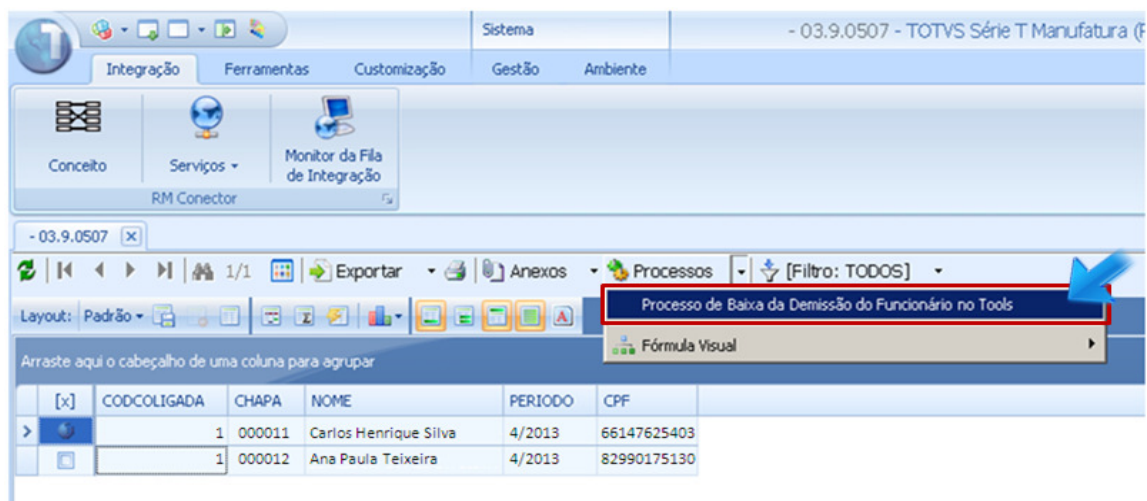 Sistema
- 03.9.0507 - TOTVS Série T Manufatura (F
Integração Ferramentas Customização Gestão Ambiente
Conceito
Serviços
Monitor da Fila
de Integração
RM Conector
- 03.9.0507
1/1 Exportar Anexos Processos [Filtro: TODOS]
Processo de Baixa da Demissão do Funcionário no Tools
Layout: Padrão
Fórmula Visual
Arraste aqui o cabeçalho de uma coluna para agrupar
[x] CODCOLIGADA CHAPA NOME PERIODO CPF
1 000011 Carlos Henrique Silva 4/2013 66147625403
1 000012 Ana Paula Teixeira 4/2013 82990175130